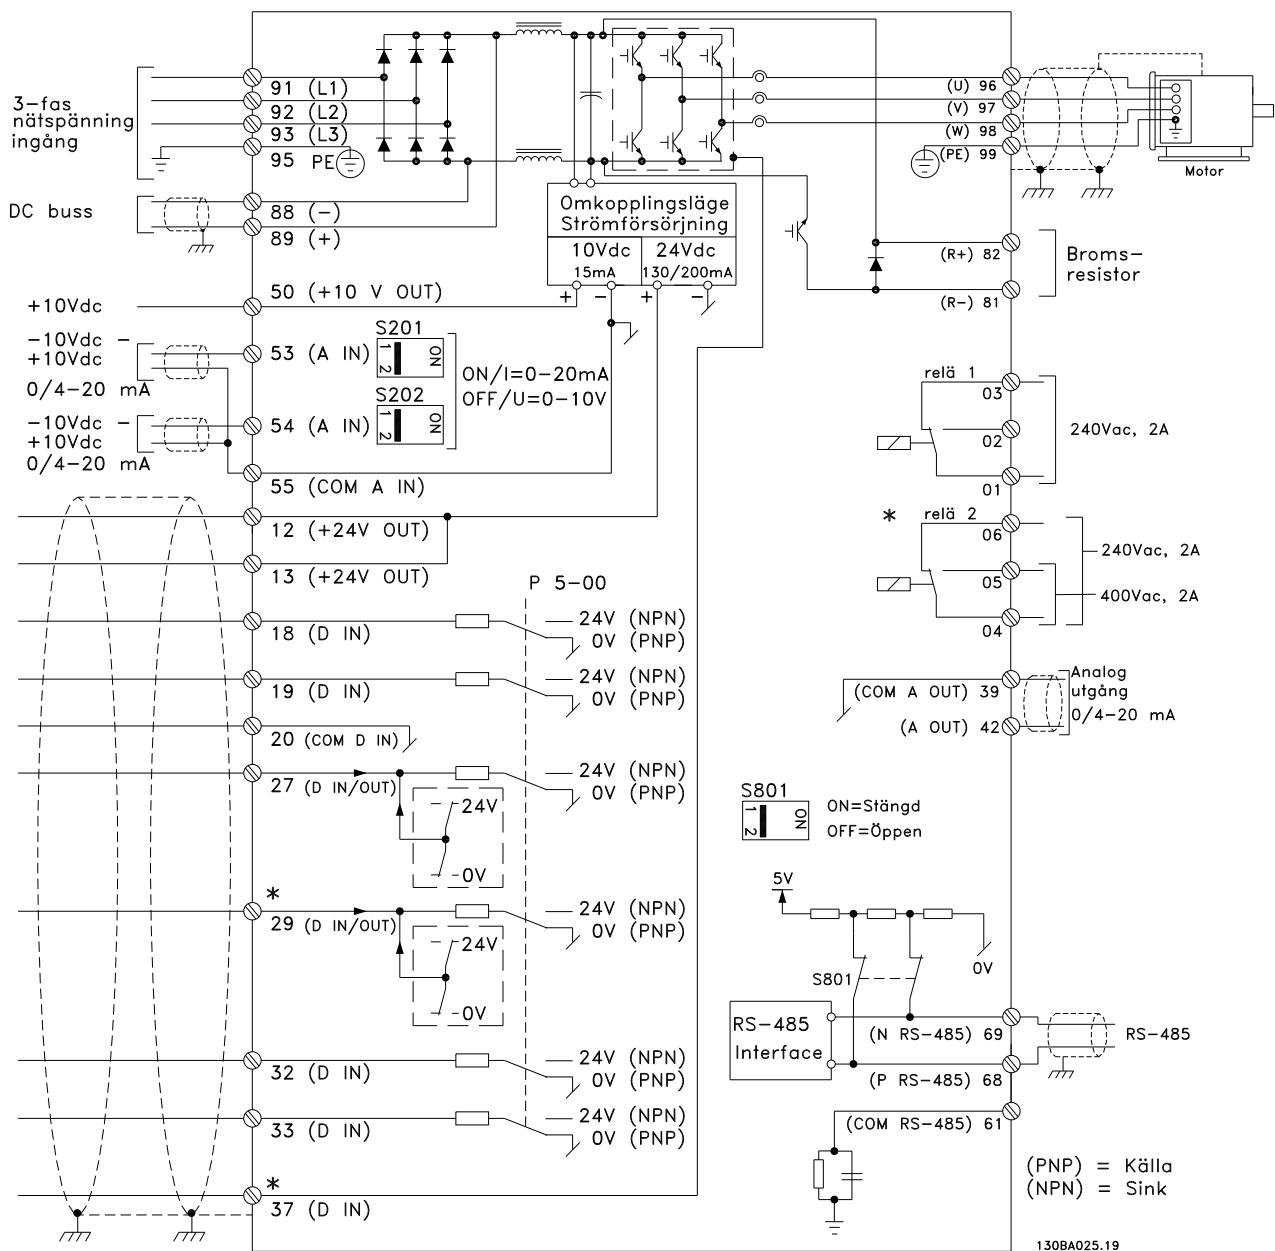 3-fas
nätspänning
ingång
91 (L1)
92 (L2)
93 (L3)
95 PE
DC buss
88 (-)
89 (+)
Omkopplingsläge
Strömförsörjning
10Vdc
15mA
24Vdc
130/200mA
+ - + -
(U) 96
(V) 97
(W) 98
(PE) 99
Motor
(R+) 82
(R-) 81
Broms-
resistor
+10Vdc
50 (+10 V OUT)
-10Vdc -
+10Vdc
0/4-20 mA
53 (A IN)
S201
1 2 ON
-10Vdc -
+10Vdc
0/4-20 mA
54 (A IN)
S202
1 2 ON
ON/I=0-20mA
OFF/U=0-10V
55 (COM A IN)
12 (+24V OUT)
13 (+24V OUT)
P 5-00
18 (D IN)
24V (NPN)
0V (PNP)
19 (D IN)
24V (NPN)
0V (PNP)
20 (COM D IN)
27 (D IN/OUT)
24V (NPN)
0V (PNP)
24V
0V
*
29 (D IN/OUT)
24V (NPN)
0V (PNP)
24V
0V
32 (D IN)
24V (NPN)
0V (PNP)
33 (D IN)
24V (NPN)
0V (PNP)
*
37 (D IN)
relä 1
03
02
01
240Vac, 2A
* relä 2
06
05
04
240Vac, 2A
400Vac, 2A
(COM A OUT) 39
(A OUT) 42
Analog
utgång
0/4-20 mA
S801
1 2 ON
ON=Stängd
OFF=Öppen
5V
0V
S801
RS-485
Interface
(N RS-485) 69
(P RS-485) 68
(COM RS-485) 61
RS-485
(PNP) = Källa
(NPN) = Sink
130BA025.19